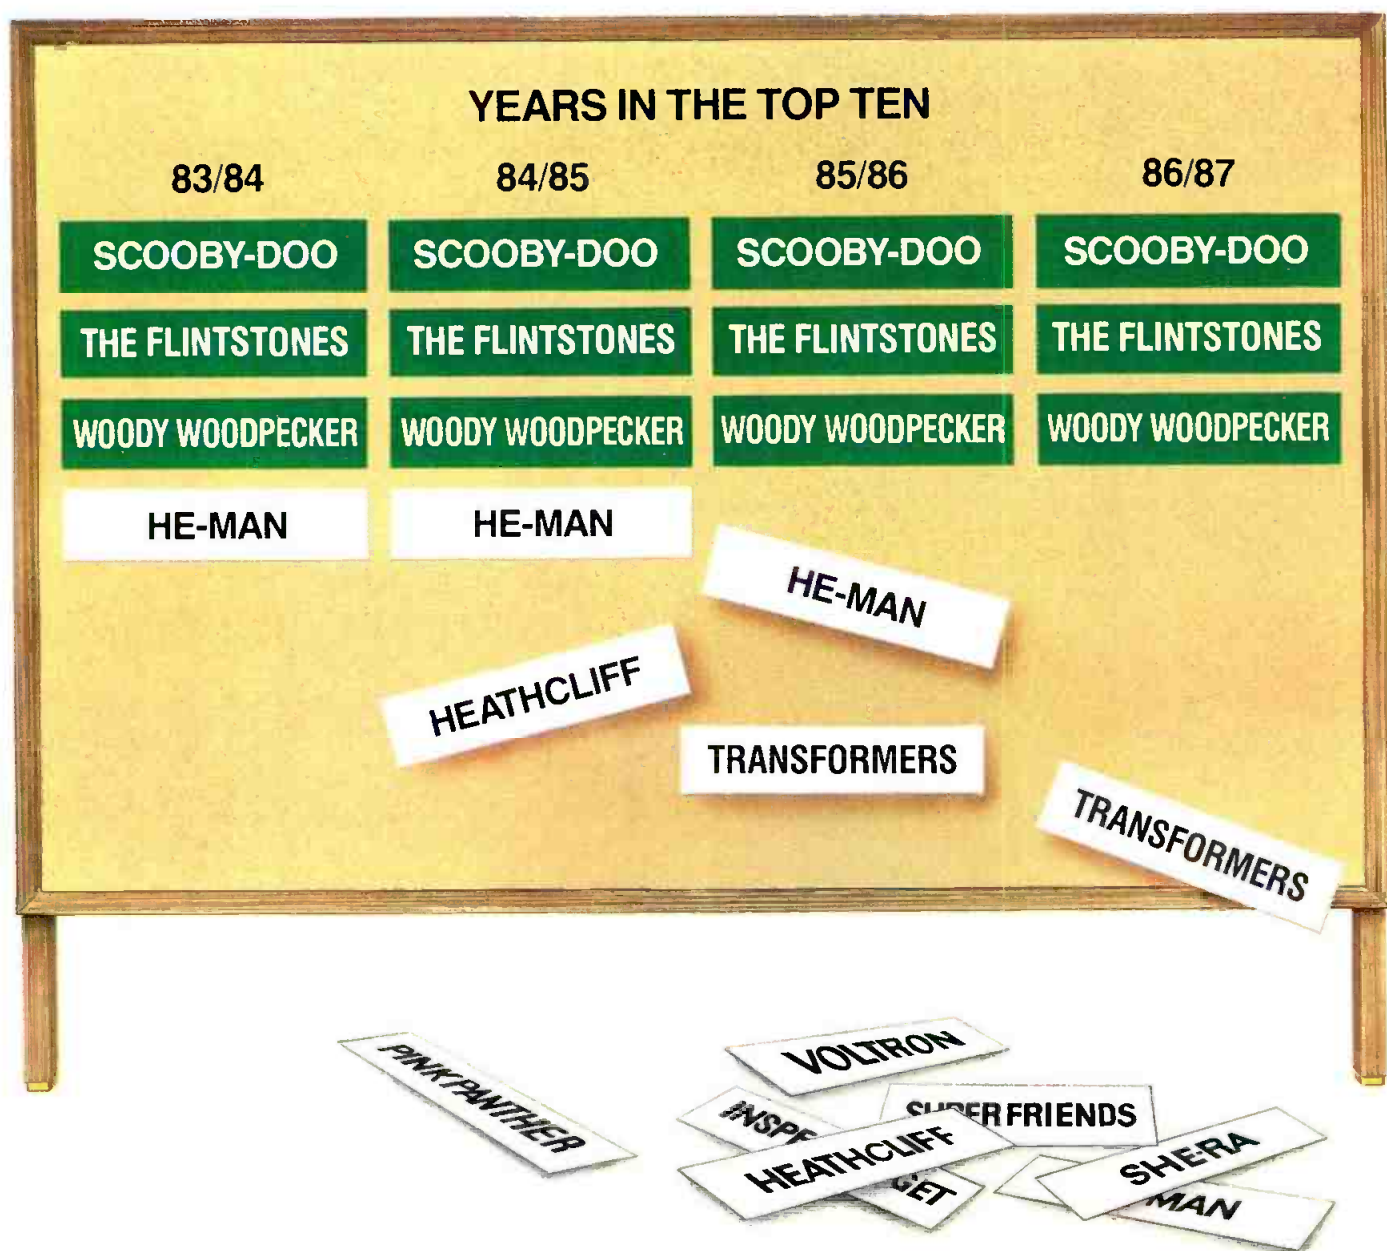 YEARS IN THE TOP TEN
83/84 84/85 85/86 86/87
SCOOBY-DOO SCOOBY-DOO SCOOBY-DOO SCOOBY-DOO
THE FLINTSTONES THE FLINTSTONES THE FLINTSTONES THE FLINTSTONES
WOODY WOODPECKER WOODY WOODPECKER WOODY WOODPECKER WOODY WOODPECKER
HE-MAN HE-MAN
HE-MAN
HEATHCLIFF
TRANSFORMERS
TRANSFORMERS
PINK PANTHER
VOLTRON
SUPER FRIENDS
HEATHCLIFF
SHE-RA
MAN